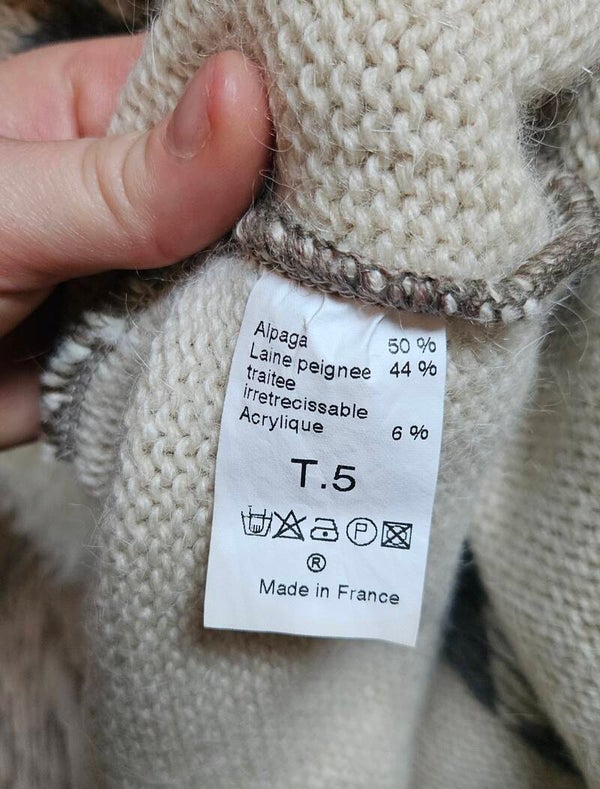 Alpaga 50 %
Laine peignee 44 %
traitee
irretrecissable
Acrylique 6 %
T.5
P
®
Made in France